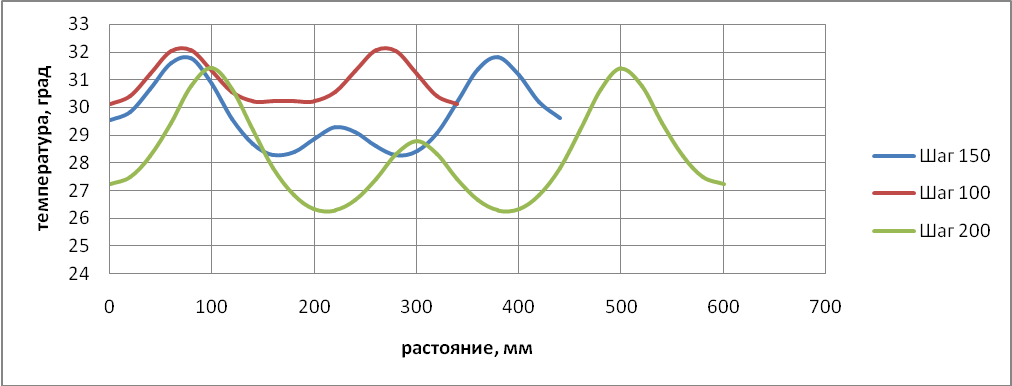 температура, град
33
32
31
30
29
28
27
26
25
24
0 100 200 300 400 500 600 700
растояние, мм
Шаг 150
Шаг 100
Шаг 200